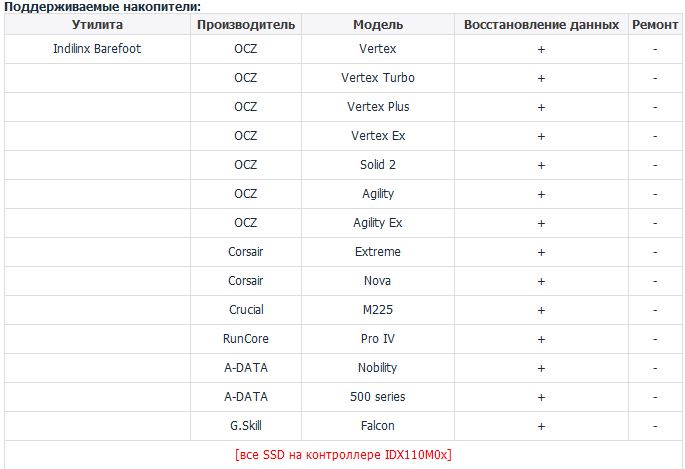 Поддерживаемые накопители:
Утилита Производитель Модель Восстановление данных Ремонт
Indilinx Barefoot OCZ Vertex + -
OCZ Vertex Turbo + -
OCZ Vertex Plus + -
OCZ Vertex Ex + -
OCZ Solid 2 + -
OCZ Agility + -
OCZ Agility Ex + -
Corsair Extreme + -
Corsair Nova + -
Crucial M225 + -
RunCore Pro IV + -
A-DATA Nobility + -
A-DATA 500 series + -
G.Skill Falcon + -
[все SSD на контроллере IDX110M0x]